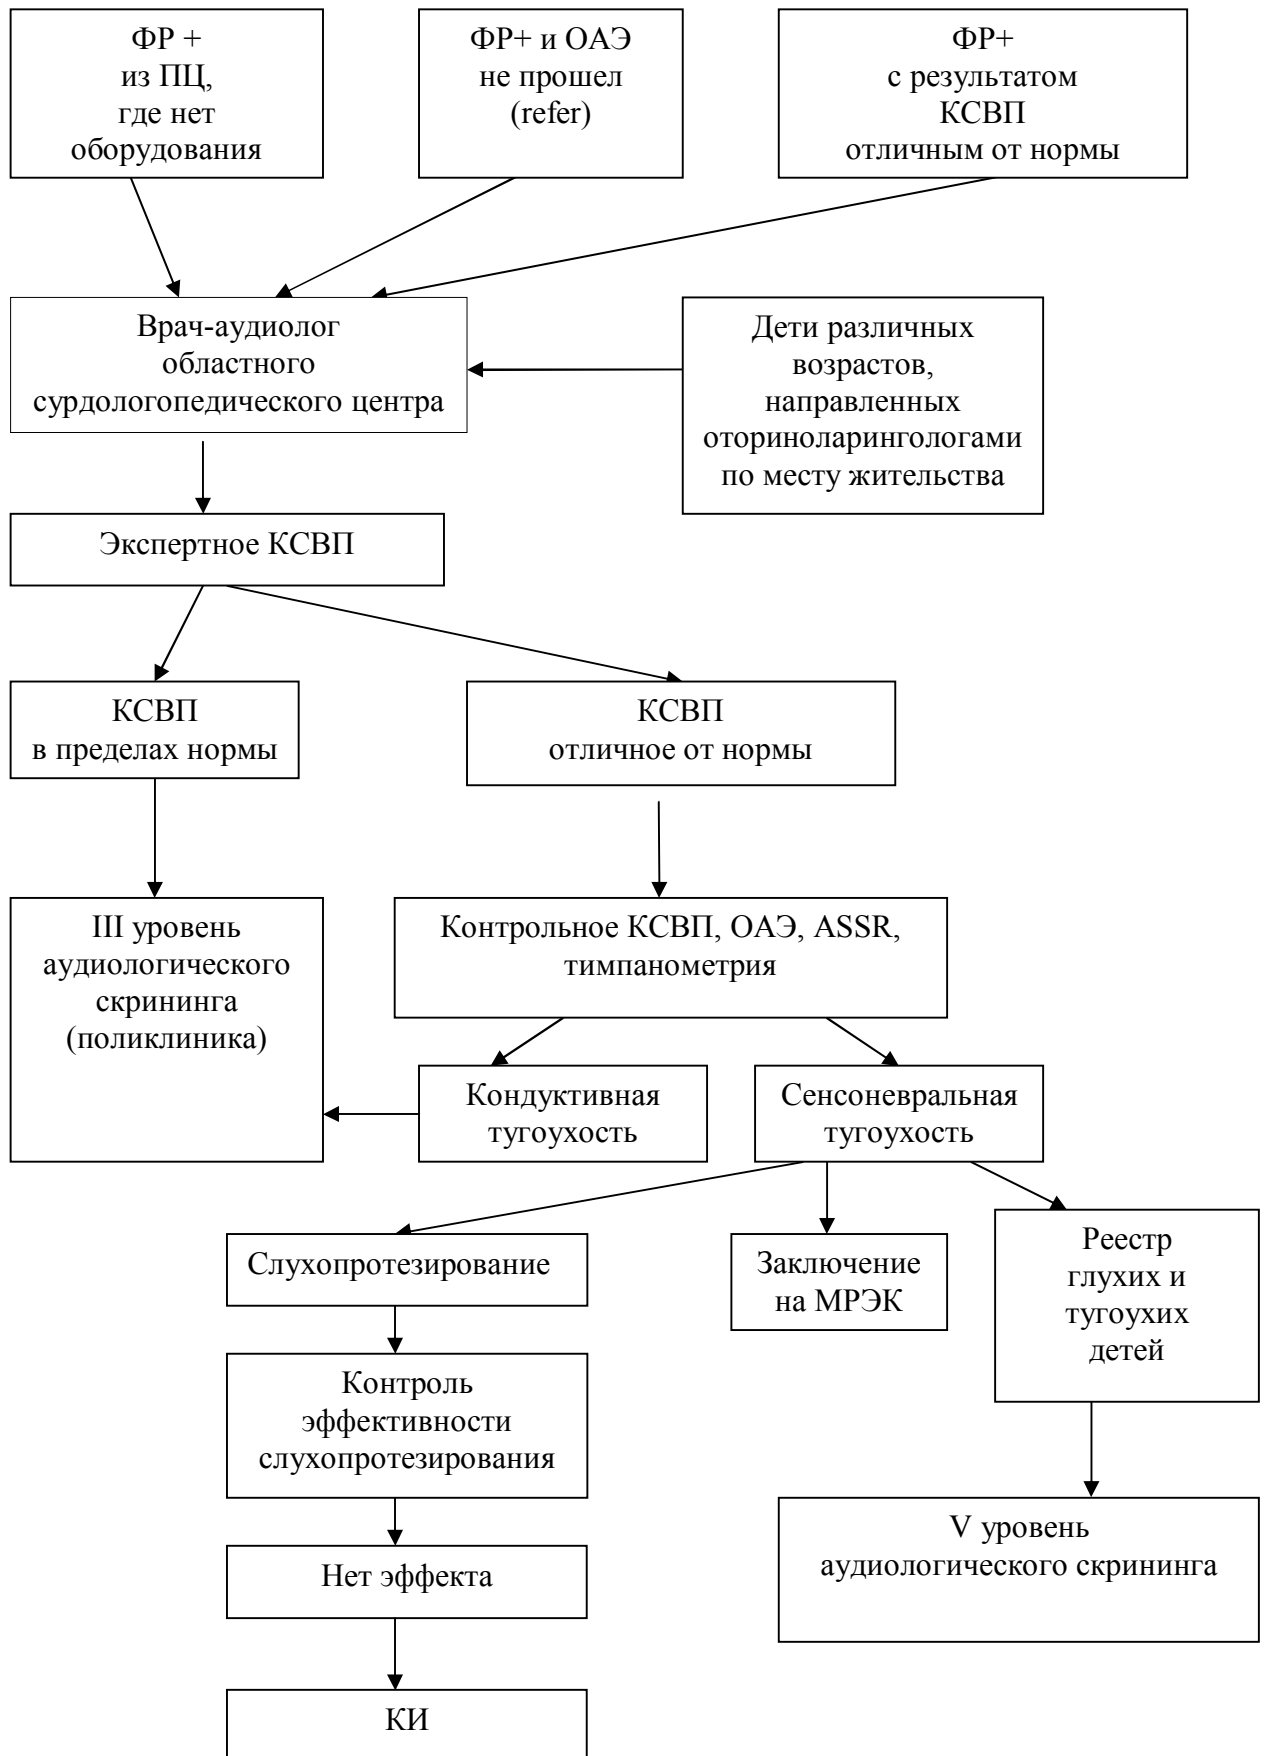 ФР +
из ПЦ,
где нет
оборудования
ФР+ и ОАЭ
не прошел
(refer)
ФР+
с результатом
КСВП
отличным от нормы
Врач-аудиолог
областного
сурдологопедического центра
Дети различных
возрастов,
направленных
оториноларингологами
по месту жительства
Экспертное КСВП
КСВП
в пределах нормы
КСВП
отличное от нормы
III уровень
аудиологического
скрининга
(поликлиника)
Контрольное КСВП, ОАЭ, ASSR,
тимпанометрия
Кондуктивная
тугоухость
Сенсоневральная
тугоухость
Слухопротезирование
Заключение
на МРЭК
Реестр
глухих и
тугоухих
детей
Контроль
эффективности
слухопротезирования
V уровень
аудиологического скрининга
Нет эффекта
КИ